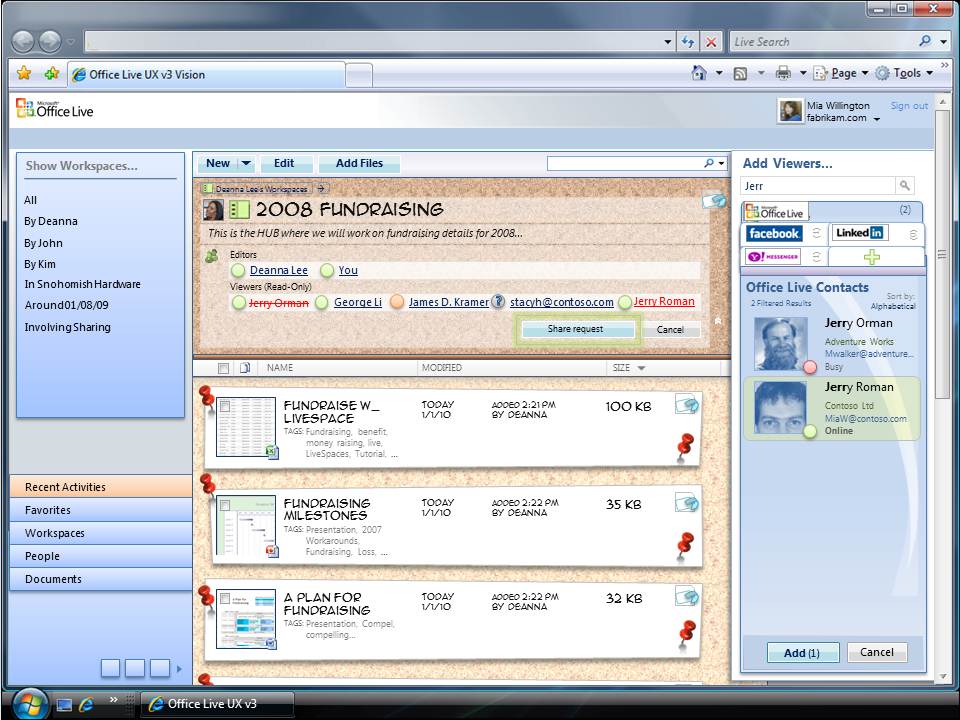 Live Search
Office Live UX v3 Vision
Page
Tools
Microsoft®
Office Live
Mia Willington
fabrikam.com
Sign out
Show Workspaces...
All
By Deanna
By John
By Kim
In Snohomish Hardware
Around01/08/09
Involving Sharing
Recent Activities
Favorites
Workspaces
People
Documents
New
Edit
Add Files
Deanna Lee's Workspaces
2008 FUNDRAISING
This is the HUB where we will work on fundraising details for 2008...
Editors
Deanna Lee
You
Viewers (Read-Only)
Jerry Orman
George Li
James D. Kramer
stacyh@contoso.com
Jerry Roman
Share request
Cancel
NAME
MODIFIED
SIZE
FUNDRAISE W_
LIVESPACE
TAGS: Fundraising, benefit,
money raising, live,
LiveSpaces, Tutorial, ...
TODAY
1/1/10
ADDED 2:21 PM
BY DEANNA
100 KB
FUNDRAISING
MILESTONES
TAGS: Presentation, 2007
Workarounds,
Fundraising, Loss, ...
TODAY
1/1/10
ADDED 2:22 PM
BY DEANNA
35 KB
A PLAN FOR
FUNDRAISING
TAGS: Presentation, Compel,
compelling...
TODAY
1/1/10
ADDED 2:22 PM
BY DEANNA
32 KB
Add Viewers...
Jerr
Office Live
(2)
facebook
LinkedIn
Y! MESSENGER
Office Live Contacts
2 Filtered Results
Sort by:
Alphabetical
Jerry Orman
Adventure Works
Mwalker@adventure...
Busy
Jerry Roman
Contoso Ltd
MiaW@contoso.com
Online
Add (1)
Cancel
Office Live UX v3